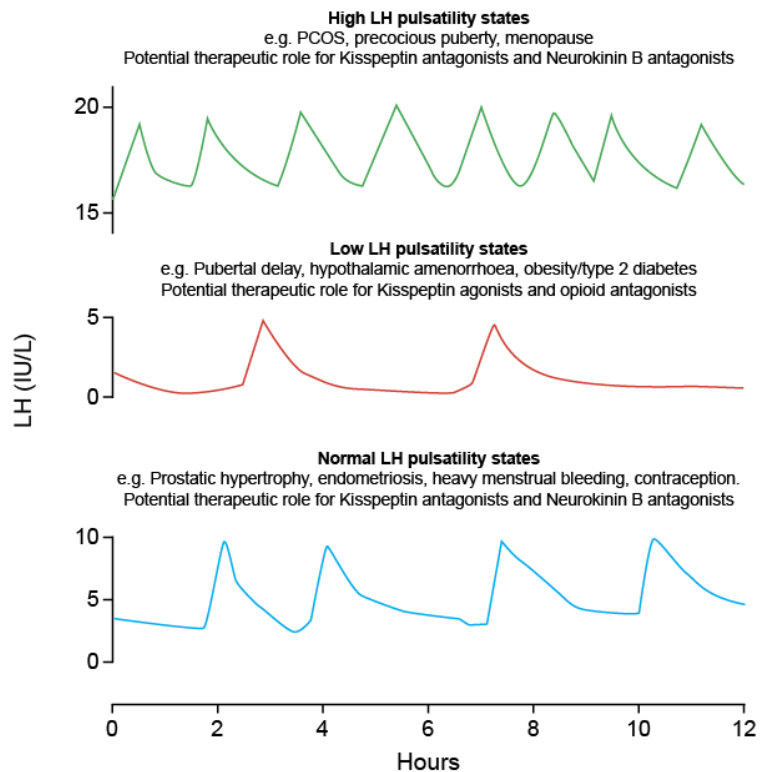 High LH pulsatility states
e.g. PCOS, precocious puberty, menopause
Potential therapeutic role for Kisspeptin antagonists and Neurokinin B antagonists
20
15
Low LH pulsatility states
e.g. Pubertal delay, hypothalamic amenorrhoea, obesity/type 2 diabetes
Potential therapeutic role for Kisspeptin agonists and opioid antagonists
5
0
LH (IU/L)
Normal LH pulsatility states
e.g. Prostatic hypertrophy, endometriosis, heavy menstrual bleeding, contraception.
Potential therapeutic role for Kisspeptin antagonists and Neurokinin B antagonists
10
5
0
0 2 4 6 8 10 12
Hours